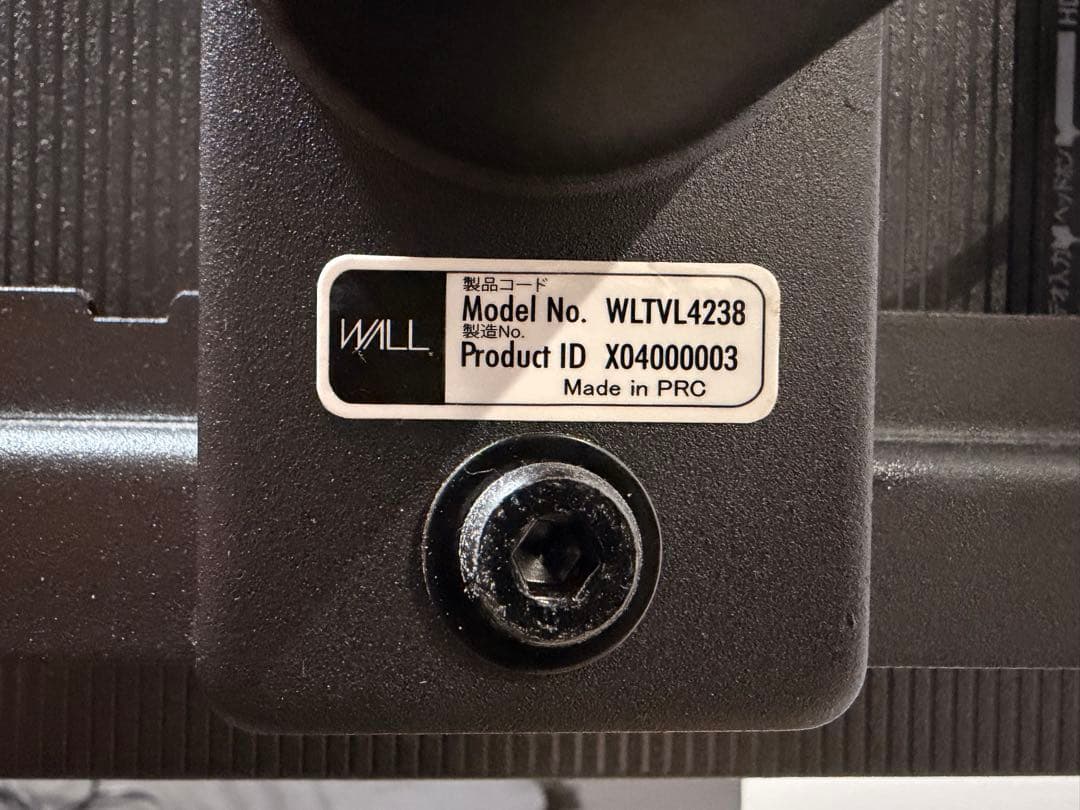 WALL
製品コード
Model No. WLTVL4238
製造No.
Product ID X04000003
Made in PRC
HD